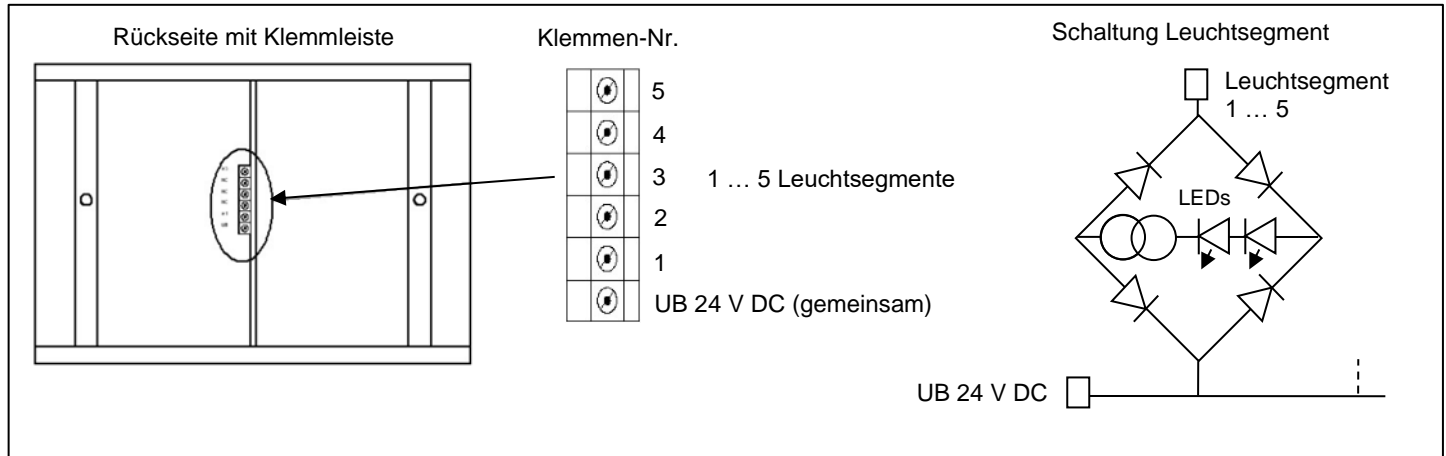 Rückseite mit Klemmleiste
Klemmen-Nr.
5
4
3
2
1
UB 24 V DC (gemeinsam)
1 … 5 Leuchtsegmente
Schaltung Leuchtsegment
Leuchtsegment
1 … 5
LEDs
UB 24 V DC